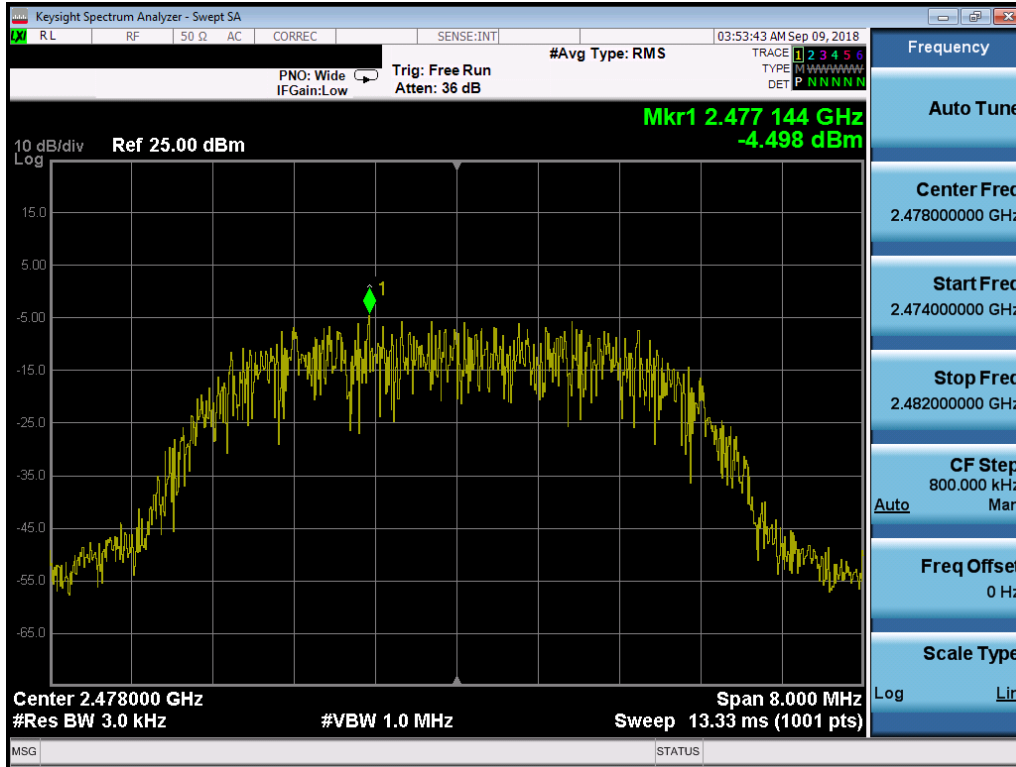 Keysight Spectrum Analyzer - Swept SA
LXI RL RF 50 Ω AC CORREC SENSE:INT 03:53:43 AM Sep 09, 2018
#Avg Type: RMS TRACE 1 2 3 4 5 6
PNO: Wide Trig: Free Run TYPE M WWWWW
IFGain:Low Atten: 36 dB DET P N N N N N
Mkr1 2.477 144 GHz
-4.498 dBm
10 dB/div Ref 25.00 dBm
Log
15.0
5.00
1
-5.00
-15.0
-25.0
-35.0
-45.0
-55.0
-65.0
Center 2.478000 GHz Span 8.000 MHz
#Res BW 3.0 kHz #VBW 1.0 MHz Sweep 13.33 ms (1001 pts)
MSG STATUS
Frequency
Auto Tune
Center Freq
2.478000000 GHz
Start Freq
2.474000000 GHz
Stop Freq
2.482000000 GHz
CF Step
800.000 kHz
Auto Man
Freq Offset
0 Hz
Scale Type
Log Lin